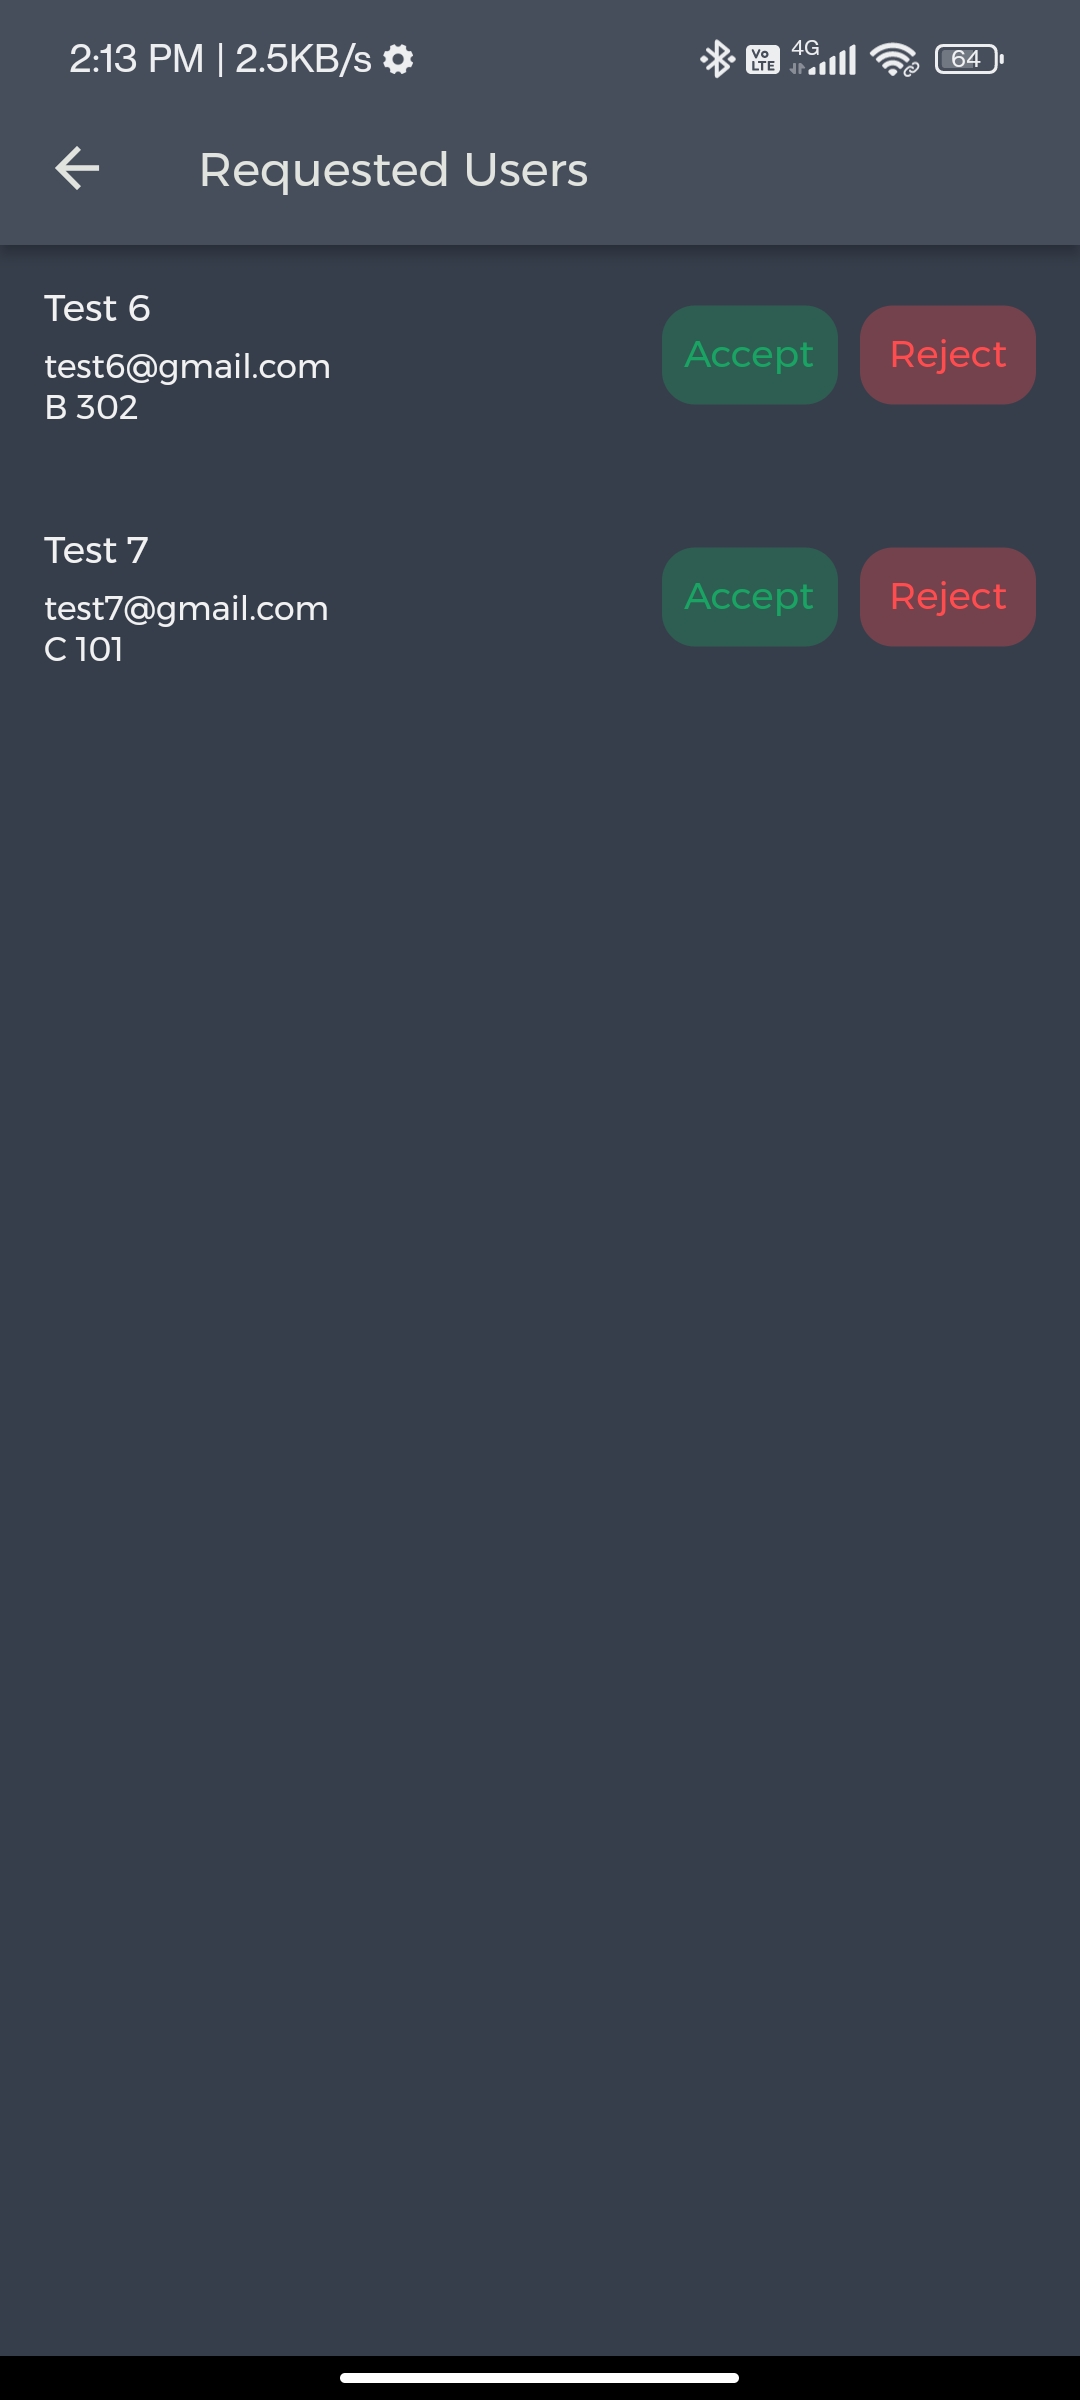 2:13 PM | 2.5KB/s
Vo LTE 4G 64
Requested Users
Test 6
test6@gmail.com
B 302
Accept Reject
Test 7
test7@gmail.com
C 101
Accept Reject